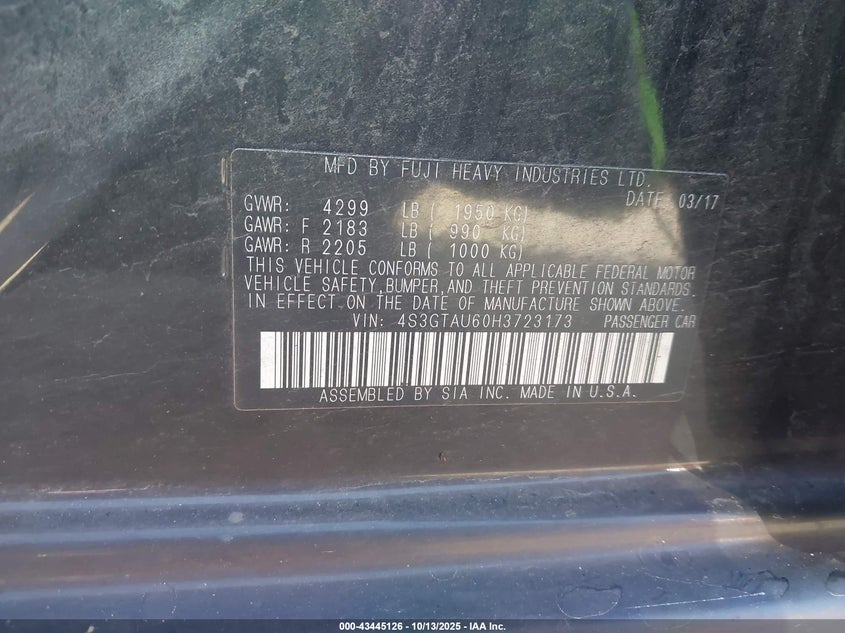 MFD BY FUJI HEAVY INDUSTRIES LTD.
DATE 03/17
GVWR: 4299 LB ( 1950 KG)
GAWR: F 2183 LB ( 990 KG)
GAWR: R 2205 LB ( 1000 KG)
THIS VEHICLE CONFORMS TO ALL APPLICABLE FEDERAL MOTOR
VEHICLE SAFETY,BUMPER,AND THEFT PREVENTION STANDARDS.
IN EFFECT ON THE DATE OF MANUFACTURE SHOWN ABOVE.
VIN: 4S3GTAU60H3723173 PASSENGER CAR
ASSEMBLED BY SIA INC. MADE IN U.S.A.
000-43445126 - 10/13/2025 - IAA Inc.